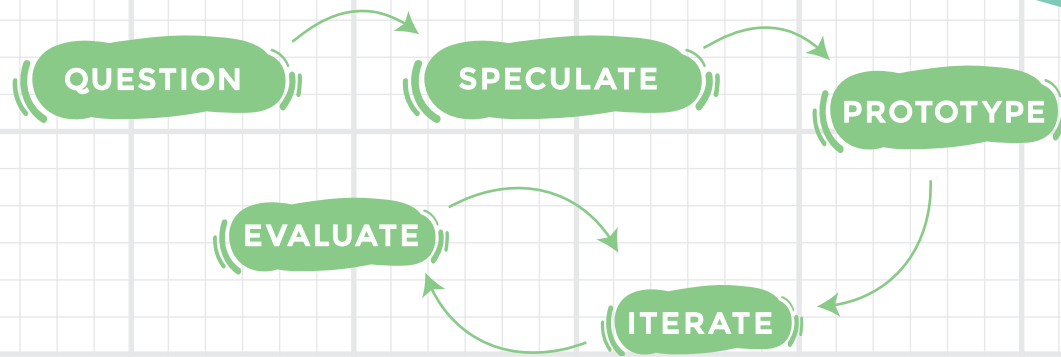 QUESTION
SPECULATE
PROTOTYPE
EVALUATE
ITERATE